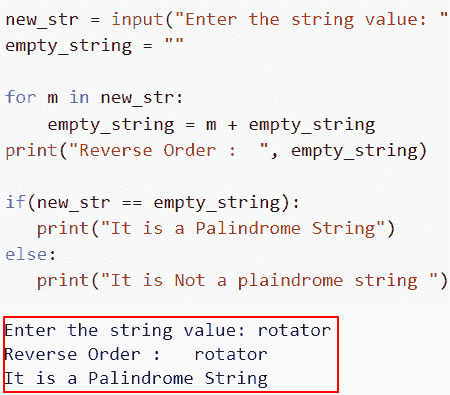 new_str = input("Enter the string value: "
empty_string = ""
for m in new_str:
    empty_string = m + empty_string
print("Reverse Order :  ", empty_string)
if(new_str == empty_string):
   print("It is a Palindrome String")
else:
   print("It is Not a plaindrome string ")
Enter the string value: rotator
Reverse Order :   rotator
It is a Palindrome String